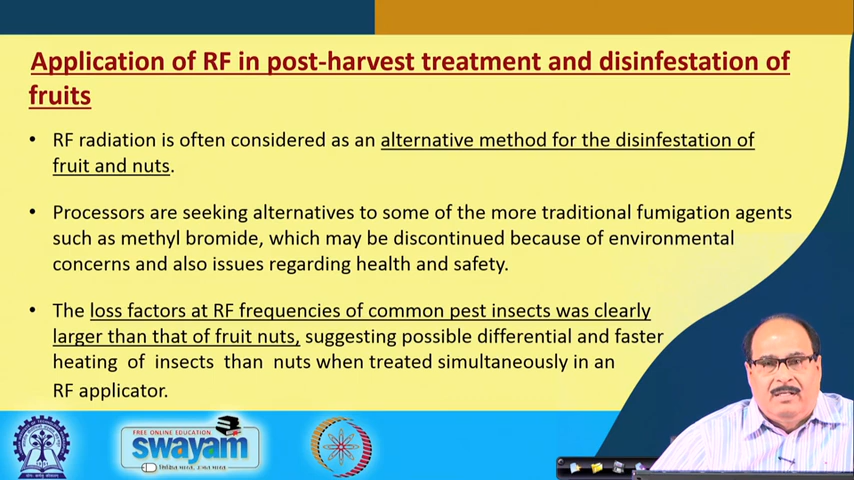 Application of RF in post-harvest treatment and disinfestation of
fruits
• RF radiation is often considered as an alternative method for the disinfestation of
fruit and nuts.
• Processors are seeking alternatives to some of the more traditional fumigation agents
such as methyl bromide, which may be discontinued because of environmental
concerns and also issues regarding health and safety.
• The loss factors at RF frequencies of common pest insects was clearly
larger than that of fruit nuts, suggesting possible differential and faster
heating of insects than nuts when treated simultaneously in an
RF applicator.
FREE ONLINE EDUCATION
swayam